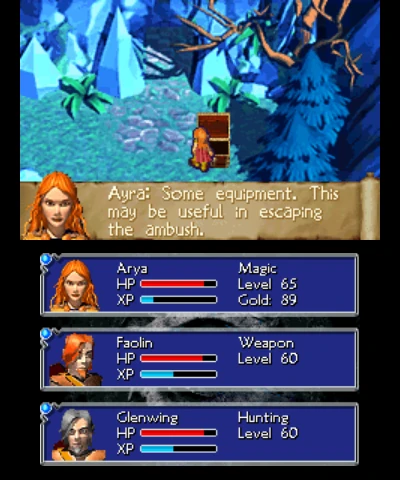 Ayra: Some equipment. This
may be useful in escaping
the ambush.
Arya Magic
HP Level 65
XP Gold: 89
Faolin Weapon
HP Level 60
XP
Glenwing Hunting
HP Level 60
XP